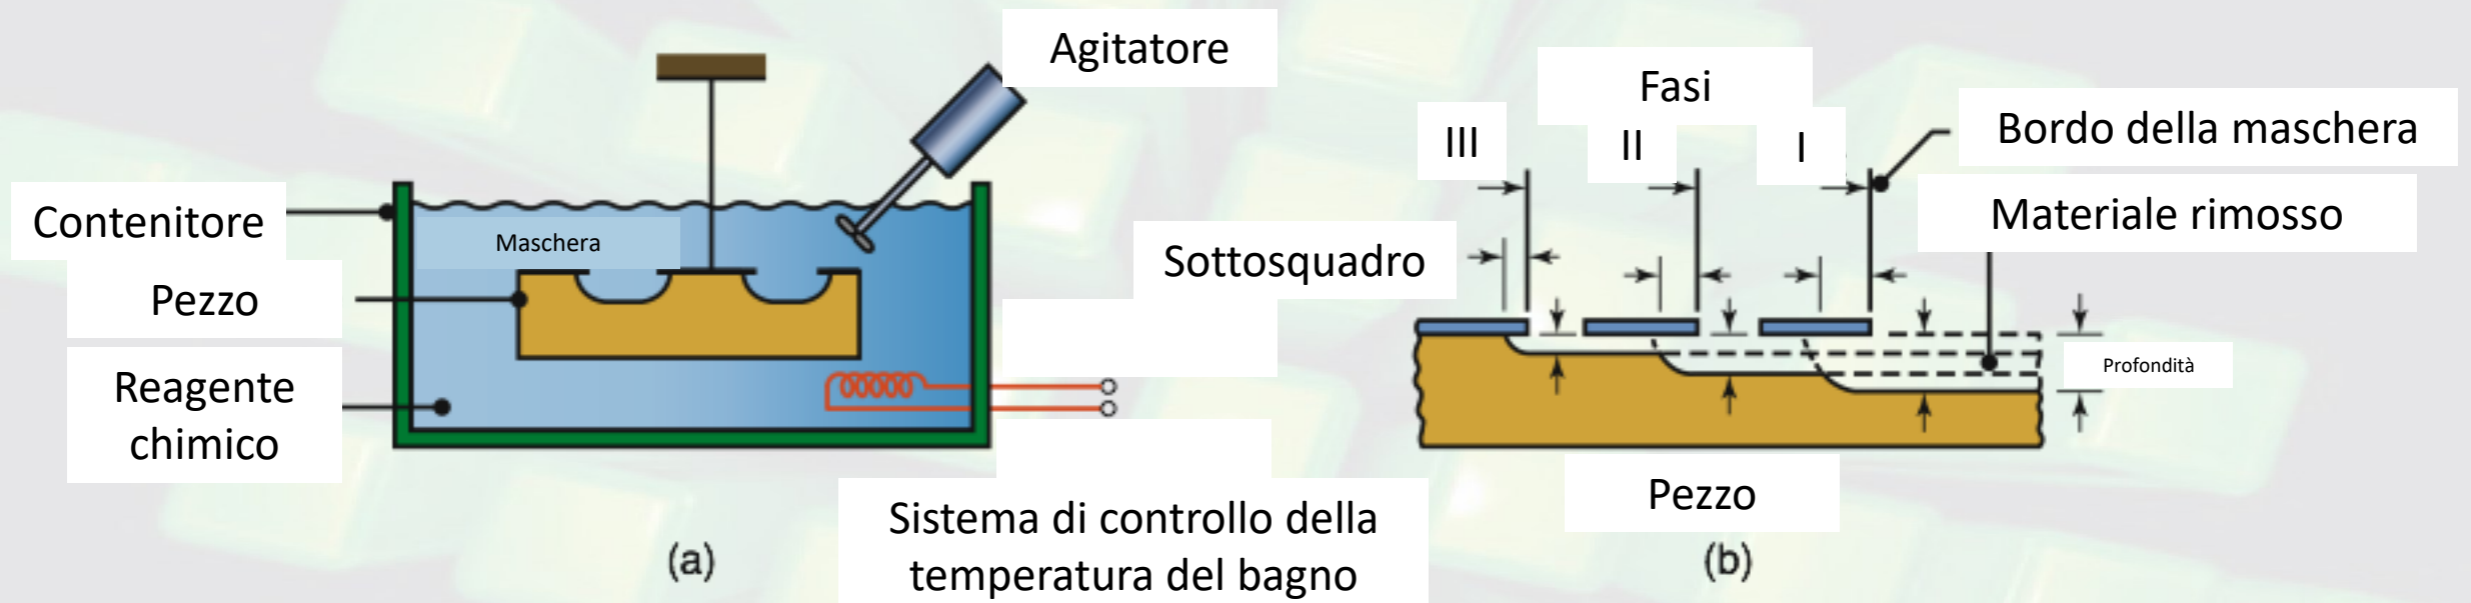 Agitatore
Contenitore
Maschera
Pezzo
Reagente
chimico
Sistema di controllo della
temperatura del bagno
(a)
Fasi
III
II
I
Bordo della maschera
Materiale rimosso
Sottosquadro
Profondità
Pezzo
(b)